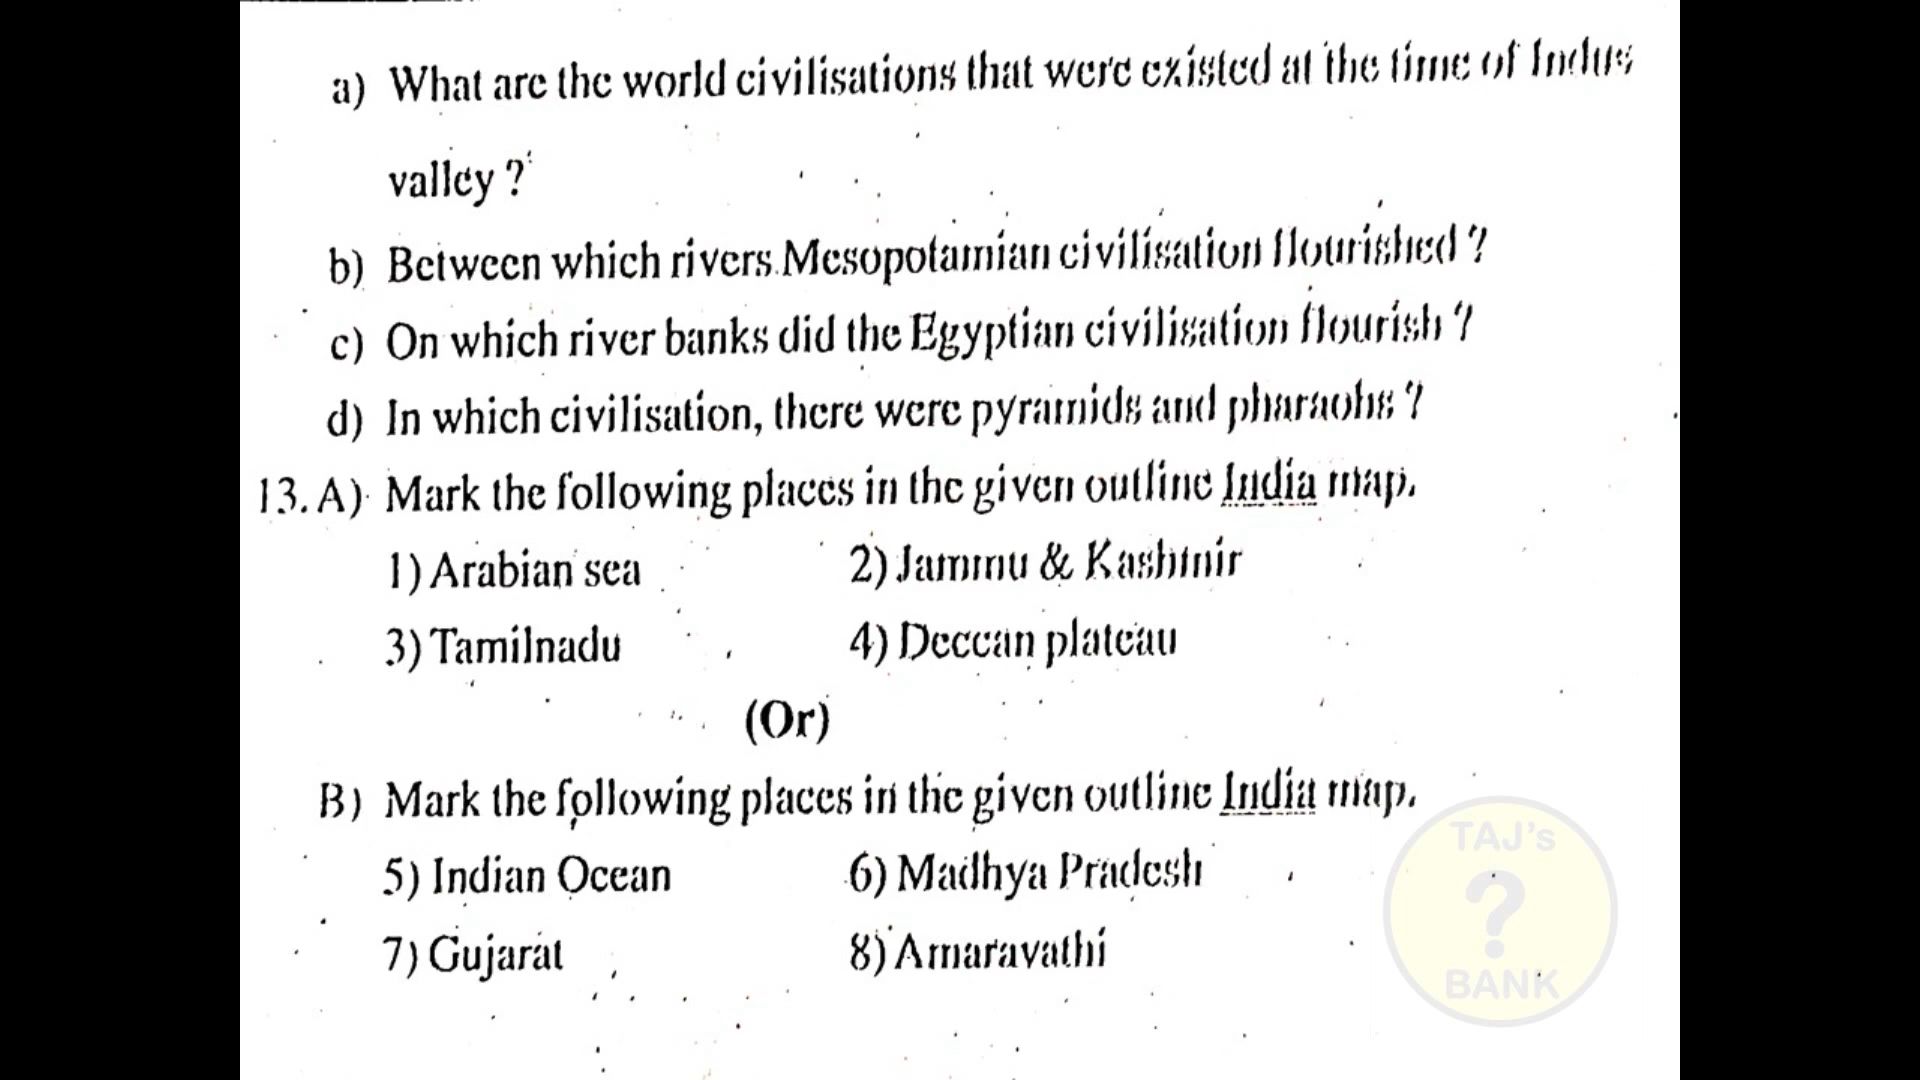 a) What are the world civilisations that were existed at the time of Indus
valley ?
b) Between which rivers Mesopotamian civilisation flourished ?
c) On which river banks did the Egyptian civilisation flourish ?
d) In which civilisation, there were pyramids and pharaohs ?
13. A) Mark the following places in the given outline India map.
1) Arabian sea 2) Jammu & Kashmir
3) Tamilnadu 4) Deccan plateau
(Or)
B) Mark the following places in the given outline India map.
5) Indian Ocean 6) Madhya Pradesh
7) Gujarat 8) Amaravathi
TAJ's
?
BANK